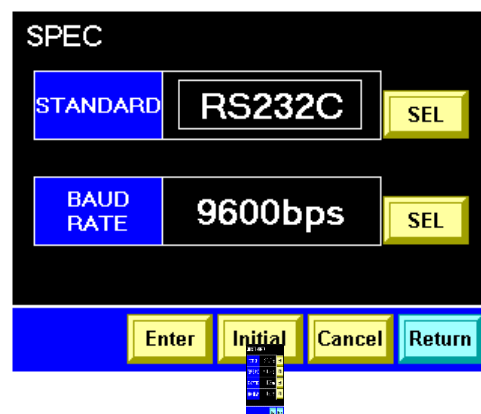 SPEC
STANDARD RS232C SEL
BAUD RATE 9600bps SEL
Enter Initial Cancel Return